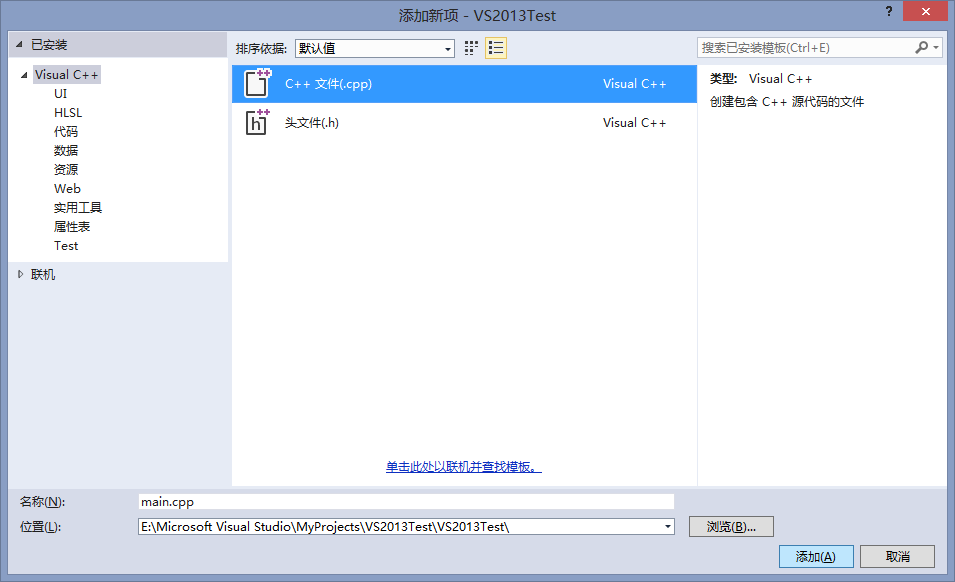 添加新项 - VS2013Test
?
已安装
排序依据: 默认值
搜索已安装模板(Ctrl+E)
Visual C++
UI
HLSL
代码
数据
资源
Web
实用工具
属性表
Test
联机
C++ 文件(.cpp) Visual C++
头文件(.h) Visual C++
单击此处以联机并查找模板。
类型: Visual C++
创建包含 C++ 源代码的文件
名称(N): main.cpp
位置(L): E:\Microsoft Visual Studio\MyProjects\VS2013Test\VS2013Test\ 浏览(B)...
添加(A) 取消